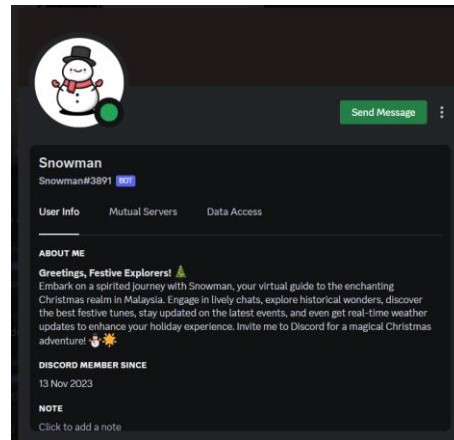 Send Message
Snowman
Snowman#3891 BOT
User Info Mutual Servers Data Access
ABOUT ME
Greetings, Festive Explorers! 🎄
Embark on a spirited journey with Snowman, your virtual guide to the enchanting
Christmas realm in Malaysia. Engage in lively chats, explore historical wonders, discover
the best festive tunes, stay updated on the latest events, and even get real-time weather
updates to enhance your holiday experience. Invite me to Discord for a magical Christmas
adventure! ⛄🌟
DISCORD MEMBER SINCE
13 Nov 2023
NOTE
Click to add a note